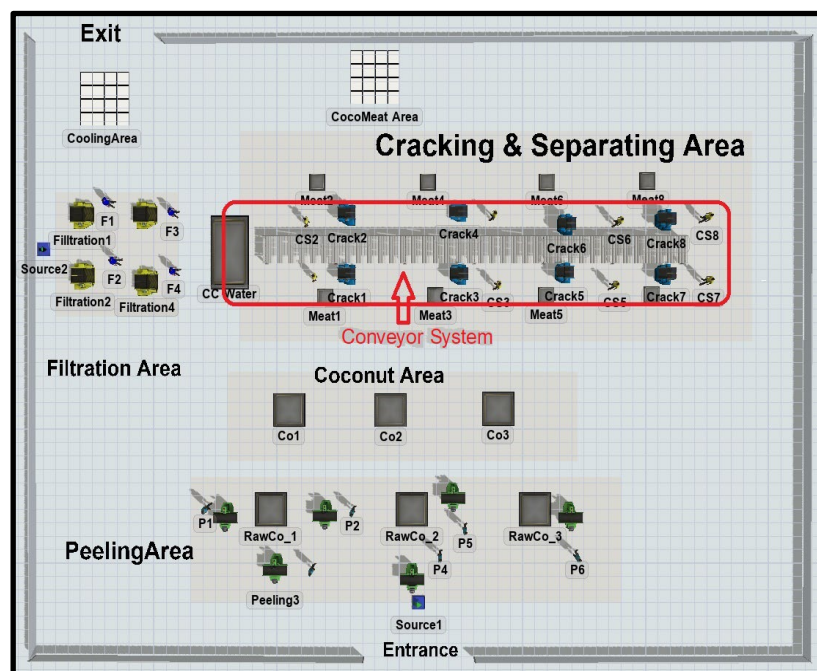 Exit
CoolingArea
CocoMeat Area
Cracking & Separating Area
Meat2
Meat4
Meat6
Meat8
F1
F3
Filltration1
CS2
Crack2
Crack4
Crack6
CS6
Crack8
CS8
Source2
F2
F4
Filtration2
Filtration4
CC Water
Crack1
Crack3
CS3
Crack5
CS5
Crack7
CS7
Meat1
Meat3
Meat5
Conveyor System
Filtration Area
Coconut Area
Co1
Co2
Co3
P1
RawCo_1
P2
RawCo_2
P5
RawCo_3
PeelingArea
P4
P6
Peeling3
Source1
Entrance